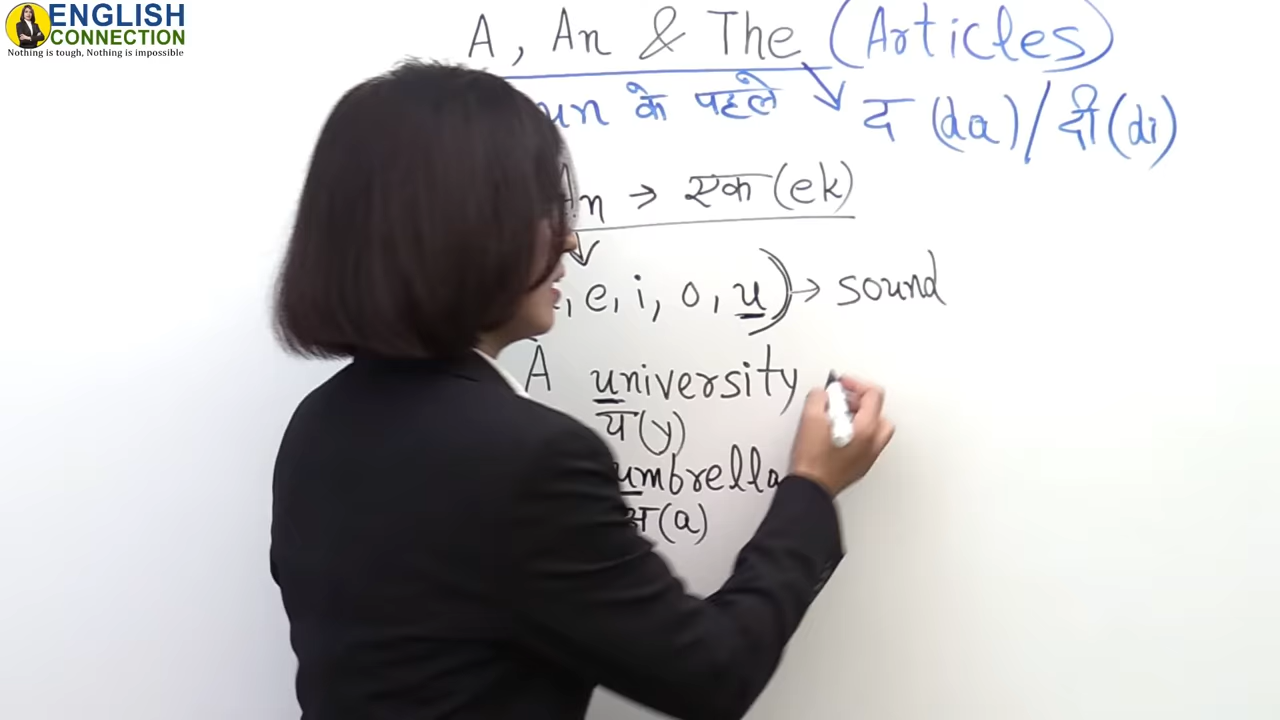 ENGLISH
CONNECTION
Nothing is tough, Nothing is impossible
A, An & The (Articles)
के पहले
द (da) / दी (di)
An → एक (ek)
, e, i, o, u) → sound
A university
य (y)
umbrella
अ (a)